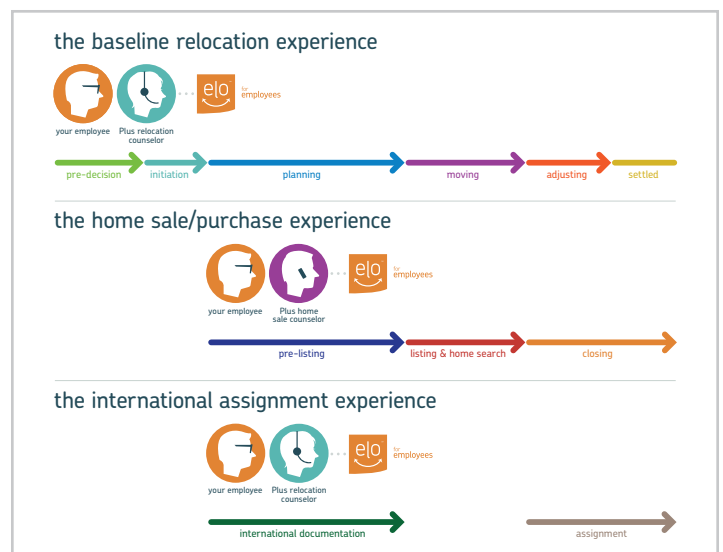 the baseline relocation experience
elo
for
employees
your employee
Plus relocation
counselor
pre-decision
initiation
planning
moving
adjusting
settled
the home sale/purchase experience
elo
for
employees
your employee
Plus home
sale counselor
pre-listing
listing & home search
closing
the international assignment experience
elo
for
employees
your employee
Plus relocation
counselor
international documentation
assignment